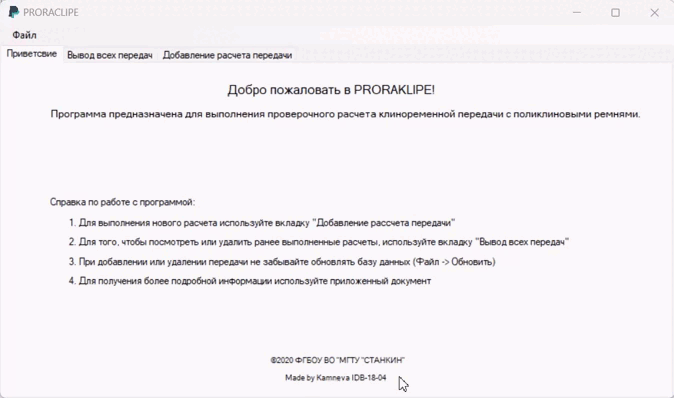 PRORACLIPE
Файл
Приветсвие Вывод всех передач Добавление расчета передачи
Добро пожаловать в PRORAKLIPE!
Программа предназначена для выполнения проверочного расчета клиноременной передачи с поликлиновыми ремнями.
Справка по работе с программой:
1. Для выполнения нового расчета используйте вкладку "Добавление рассчета передачи"
2. Для того, чтобы посмотреть или удалить ранее выполненные расчеты, используйте вкладку "Вывод всех передач"
3. При добавлении или удалении передачи не забывайте обновлять базу данных (Файл -> Обновить)
4. Для получения более подробной информации используйте приложенный документ
©2020 ФГБОУ ВО "МГТУ "СТАНКИН"
Made by Kamneva IDB-18-04